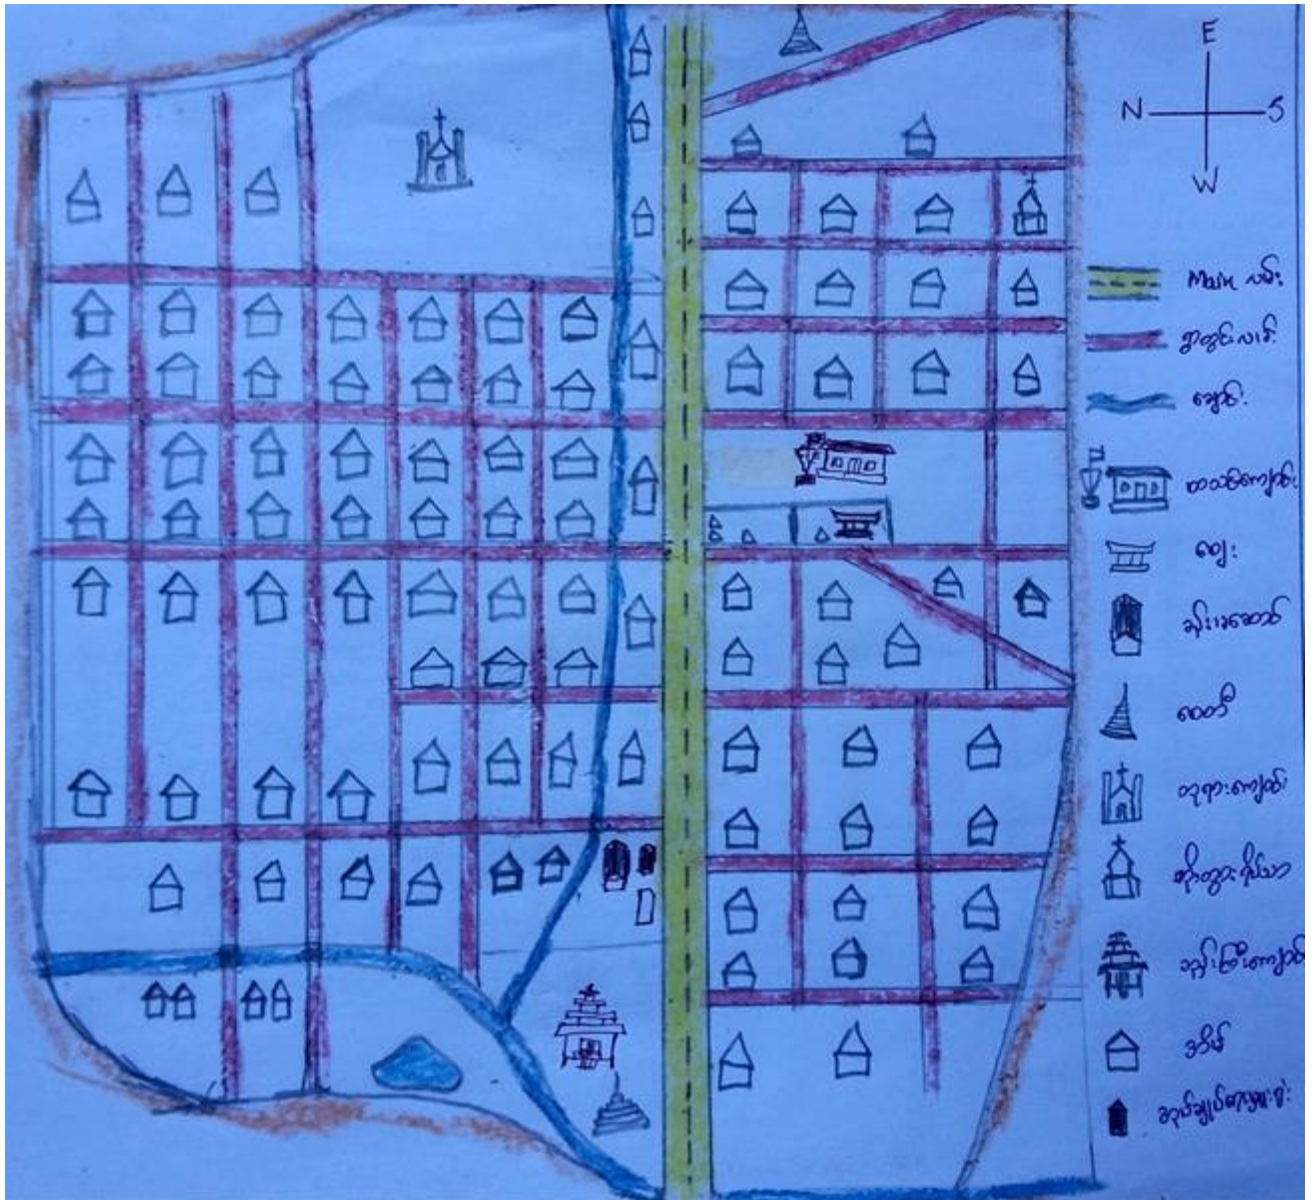 E
N S
W
Main လမ်း
ရွာတွင်းလမ်း
ချောင်း
စာသင်ကျောင်း
ဈေး
စေတီ
ဘုရားကျောင်း
ဘုန်းကြီးကျောင်း
အိမ်